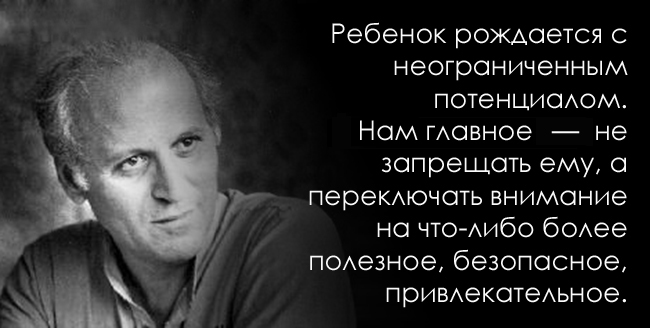 Ребенок рождается с
неограниченным
потенциалом.
Нам главное — не
запрещать ему, а
переключать внимание
на что-либо более
полезное, безопасное,
привлекательное.